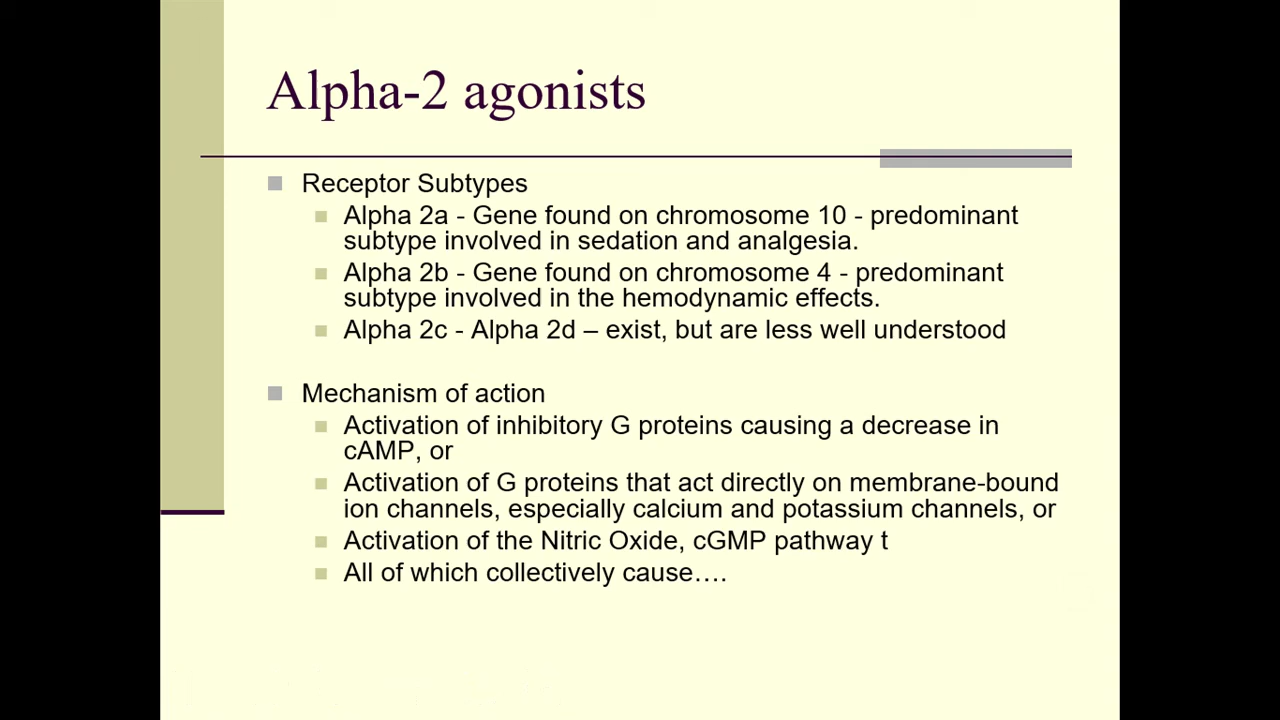 Alpha-2 agonists
Receptor Subtypes
Alpha 2a - Gene found on chromosome 10 - predominant
subtype involved in sedation and analgesia.
Alpha 2b - Gene found on chromosome 4 - predominant
subtype involved in the hemodynamic effects.
Alpha 2c - Alpha 2d – exist, but are less well understood
Mechanism of action
Activation of inhibitory G proteins causing a decrease in
cAMP, or
Activation of G proteins that act directly on membrane-bound
ion channels, especially calcium and potassium channels, or
Activation of the Nitric Oxide, cGMP pathway t
All of which collectively cause….